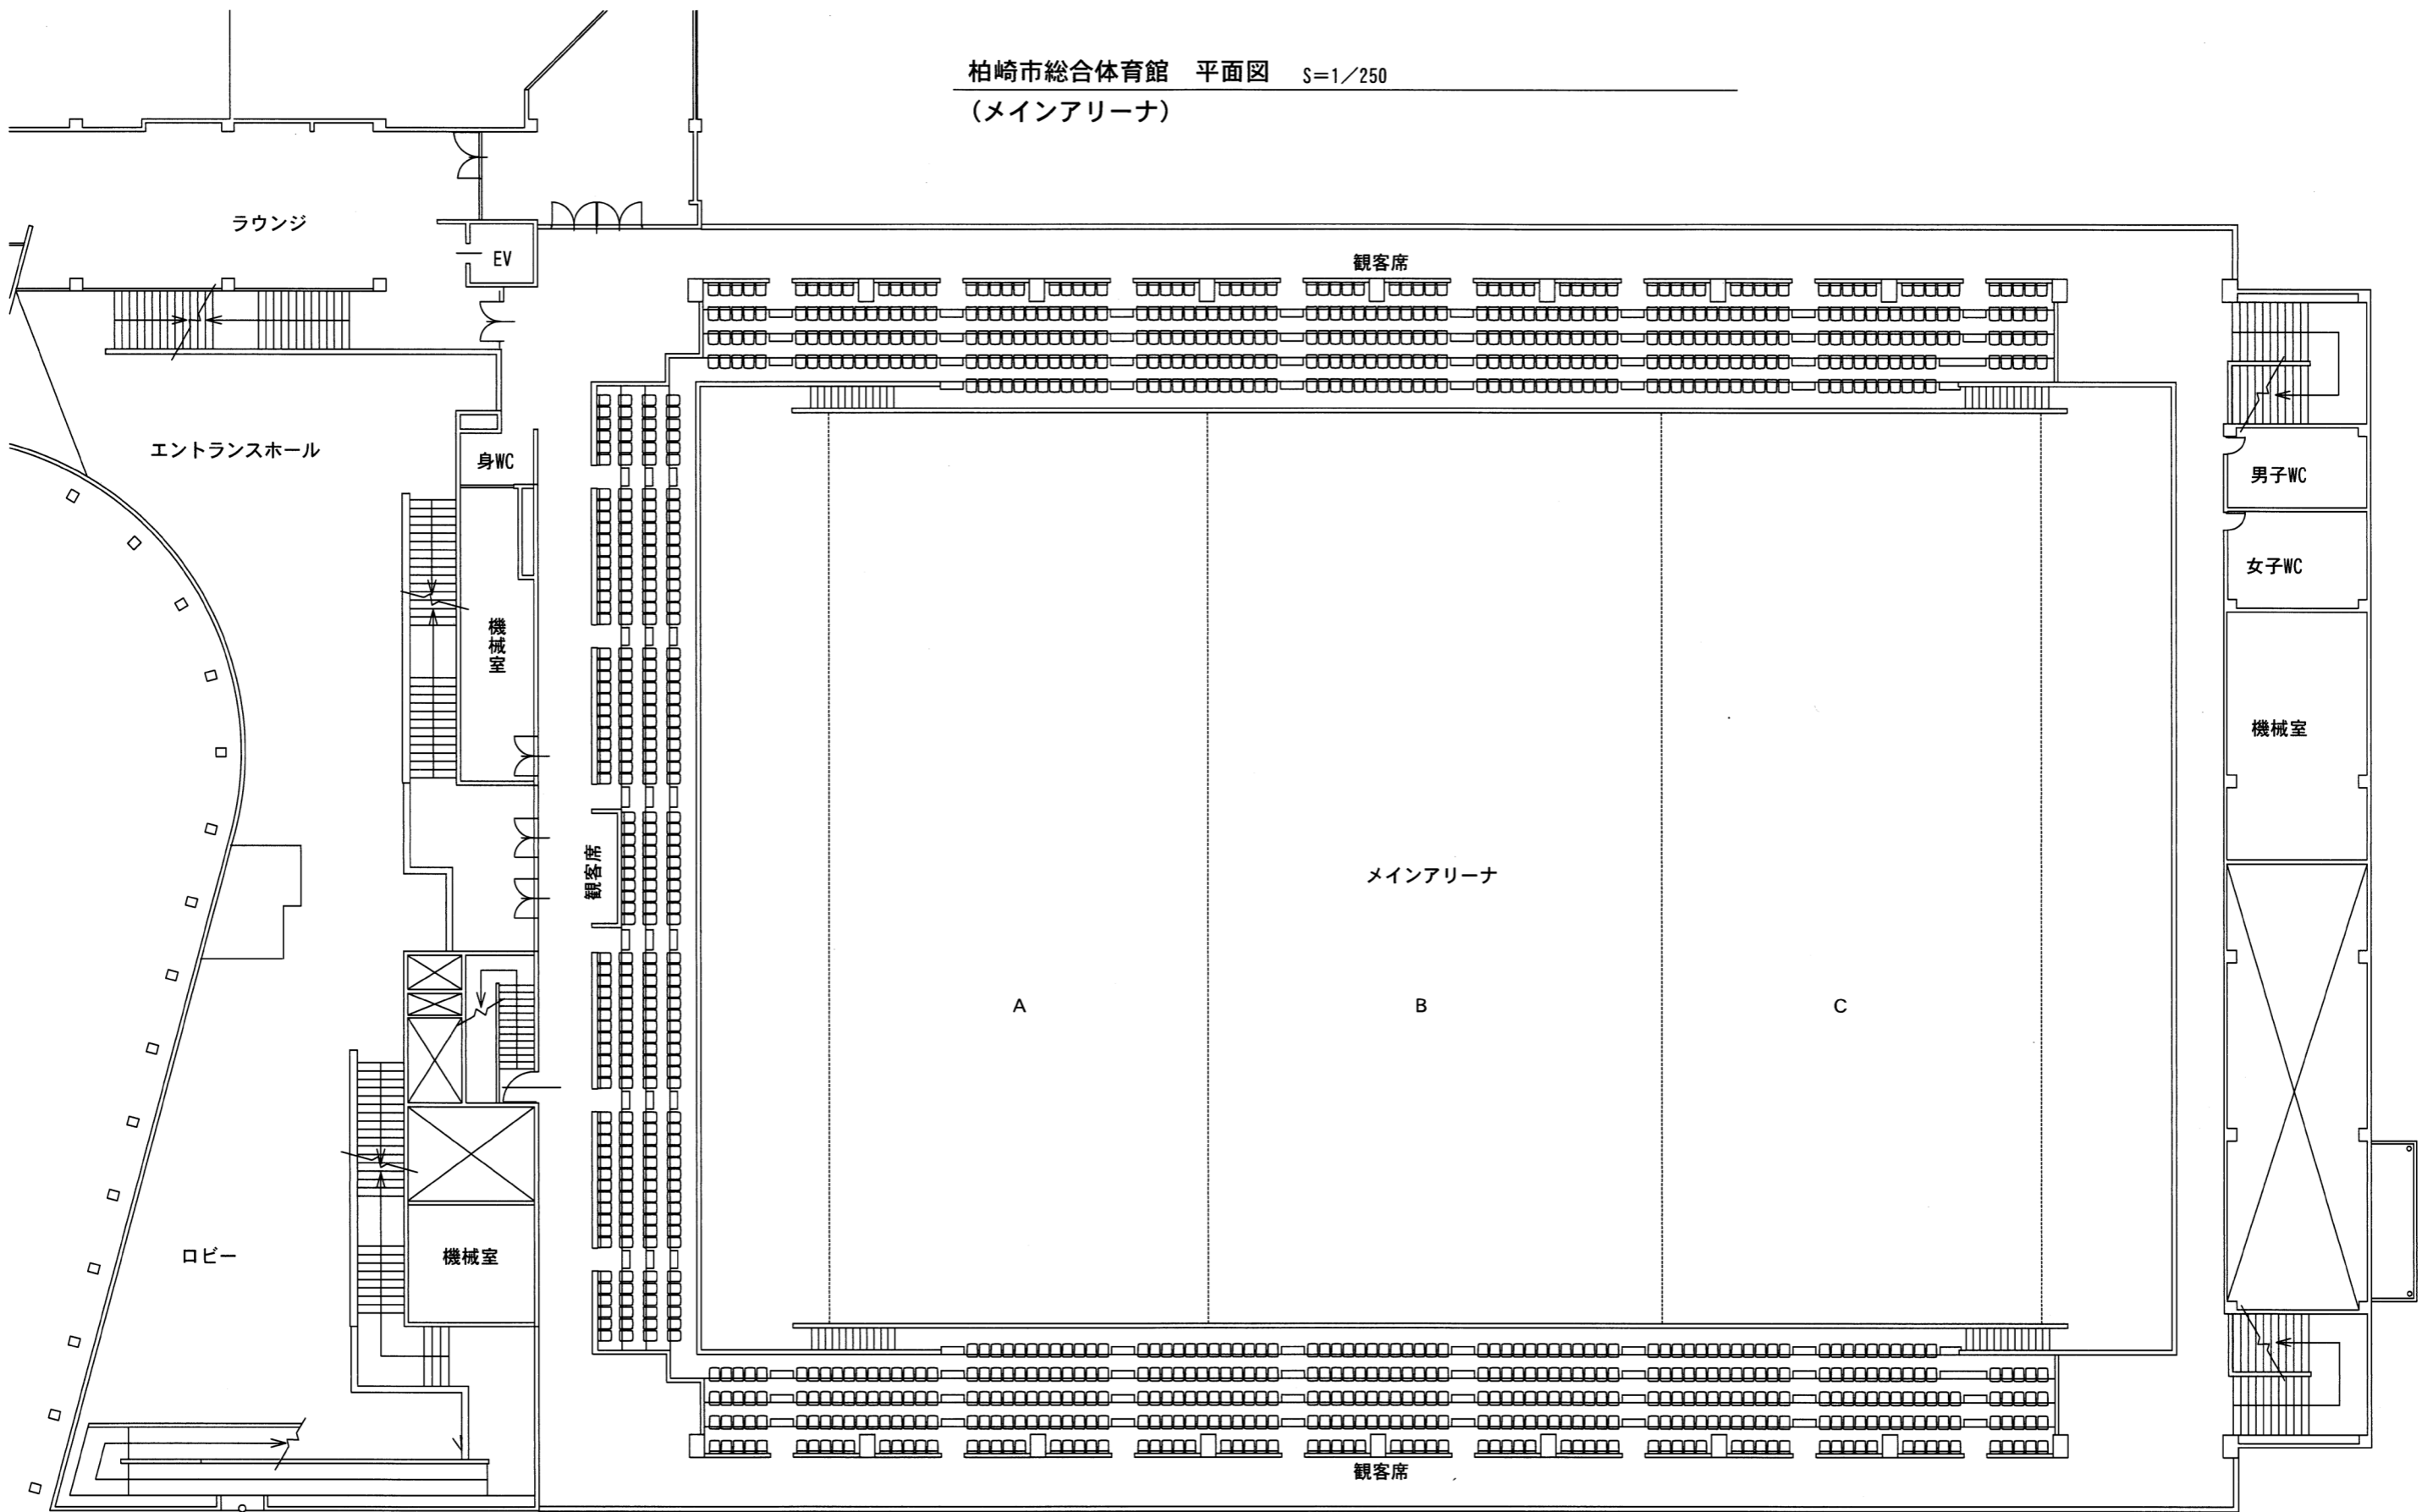 柏崎市総合体育館　平面図　S=1/250
(メインアリーナ)
ラウンジ
EV
観客席
エントランスホール
身WC
男子WC
女子WC
機械室
機械室
観客席
メインアリーナ
A
B
C
ロビー
機械室
観客席